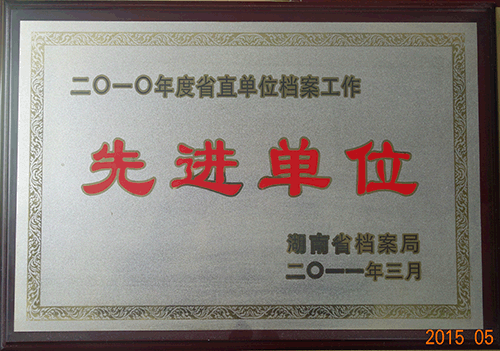 二〇一〇年度省直单位档案工作
先进单位
湖南省档案局
二〇一一年三月
2015 05